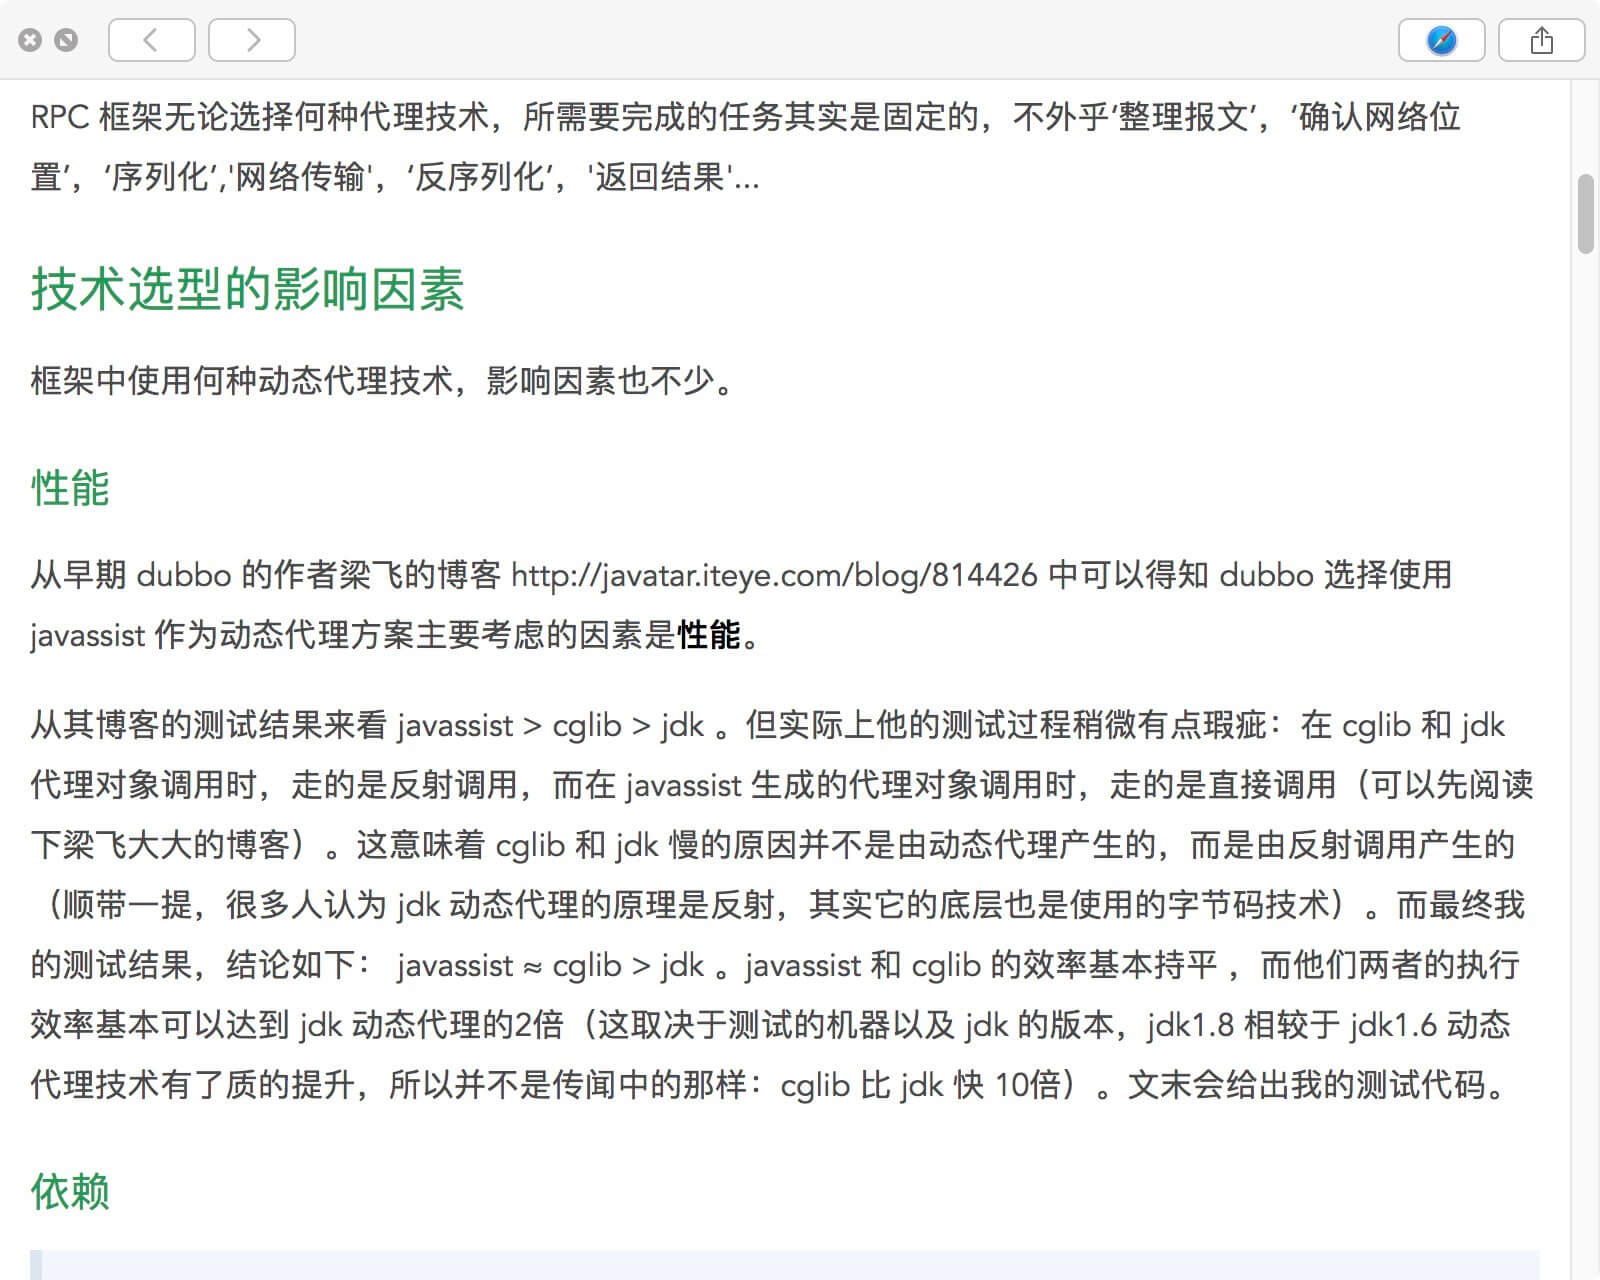 RPC 框架无论选择何种代理技术，所需要完成的任务其实是固定的，不外乎‘整理报文’，‘确认网络位
置’，‘序列化’,'网络传输'，‘反序列化’，'返回结果'...
技术选型的影响因素
框架中使用何种动态代理技术，影响因素也不少。
性能
从早期 dubbo 的作者梁飞的博客 http://javatar.iteye.com/blog/814426 中可以得知 dubbo 选择使用
javassist 作为动态代理方案主要考虑的因素是性能。
从其博客的测试结果来看 javassist > cglib > jdk 。但实际上他的测试过程稍微有点瑕疵：在 cglib 和 jdk
代理对象调用时，走的是反射调用，而在 javassist 生成的代理对象调用时，走的是直接调用（可以先阅读
下梁飞大大的博客）。这意味着 cglib 和 jdk 慢的原因并不是由动态代理产生的，而是由反射调用产生的
（顺带一提，很多人认为 jdk 动态代理的原理是反射，其实它的底层也是使用的字节码技术）。而最终我
的测试结果，结论如下： javassist ≈ cglib > jdk 。javassist 和 cglib 的效率基本持平 ，而他们两者的执行
效率基本可以达到 jdk 动态代理的2倍（这取决于测试的机器以及 jdk 的版本，jdk1.8 相较于 jdk1.6 动态
代理技术有了质的提升，所以并不是传闻中的那样：cglib 比 jdk 快 10倍）。文末会给出我的测试代码。
依赖